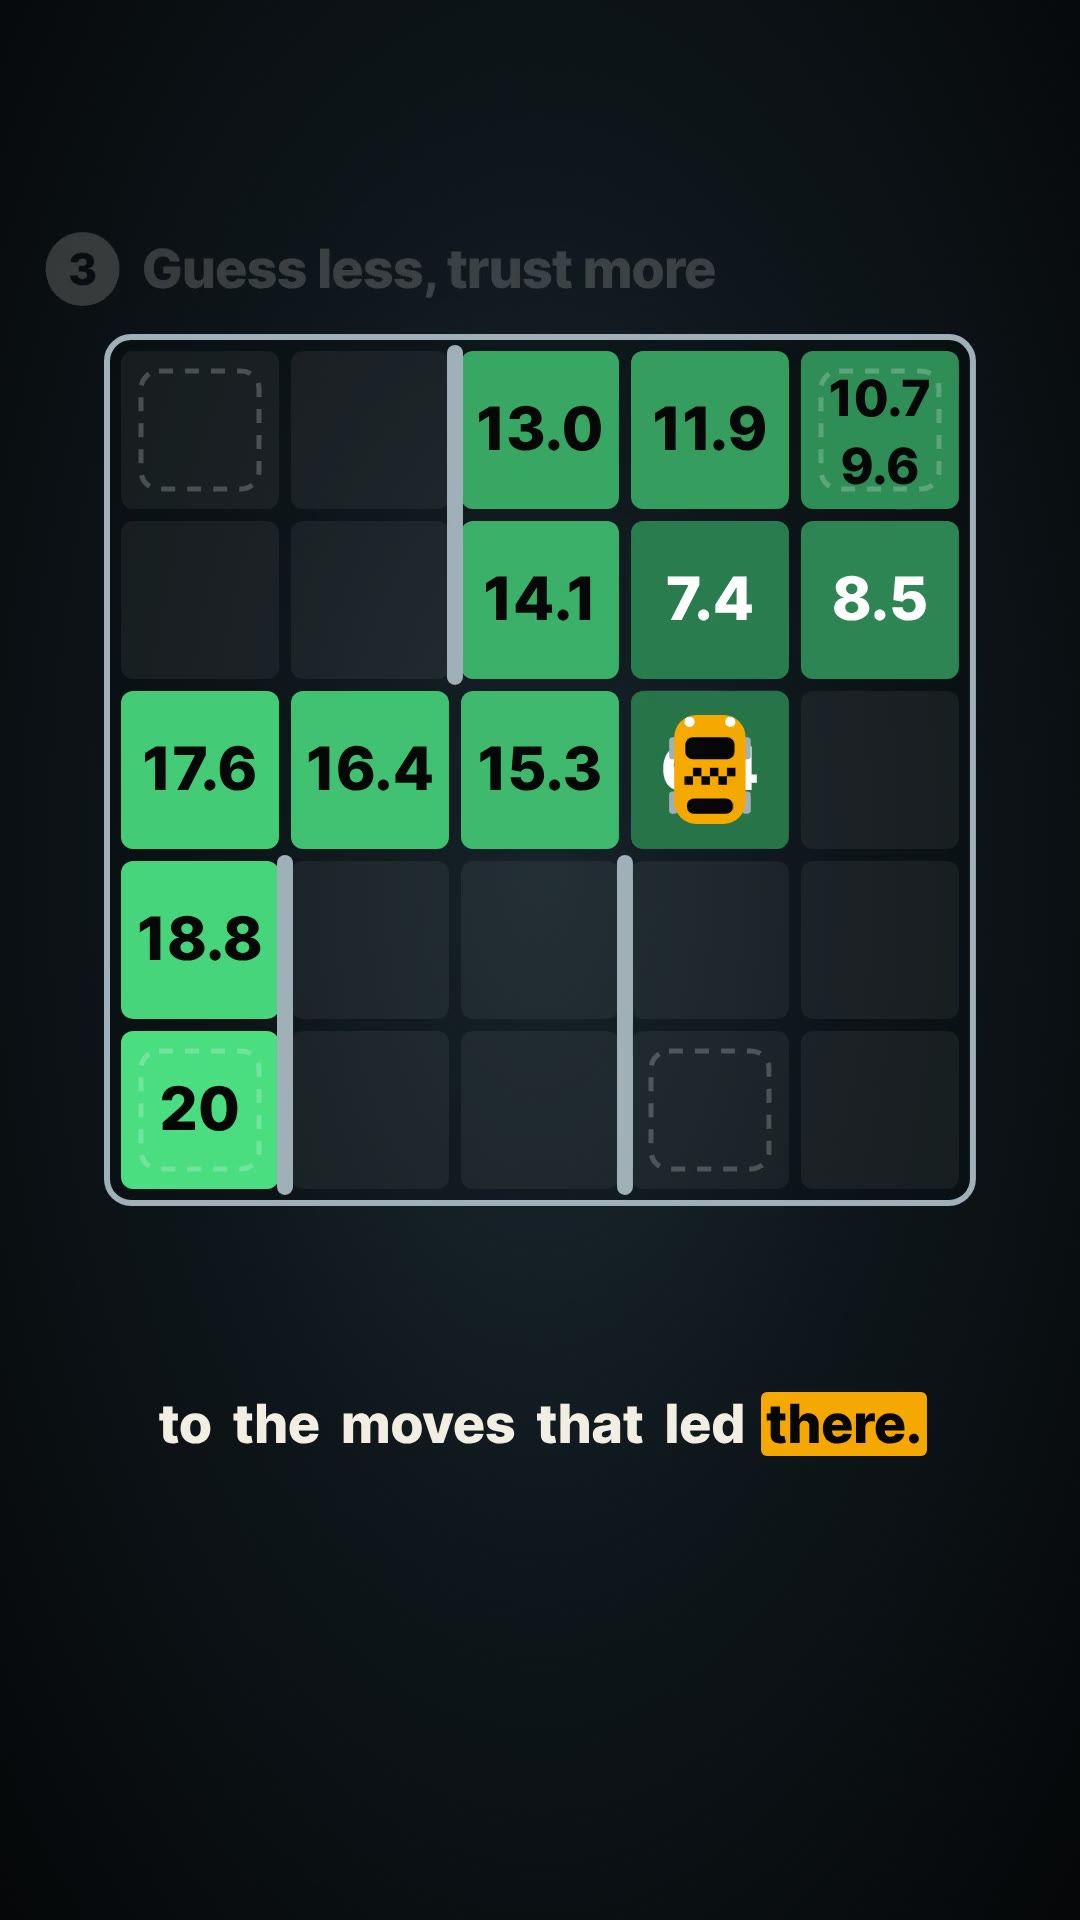 3 Guess less, trust more
13.0 11.9 10.7
9.6
14.1 7.4 8.5
17.6 16.4 15.3
18.8
20
to the moves that led there.